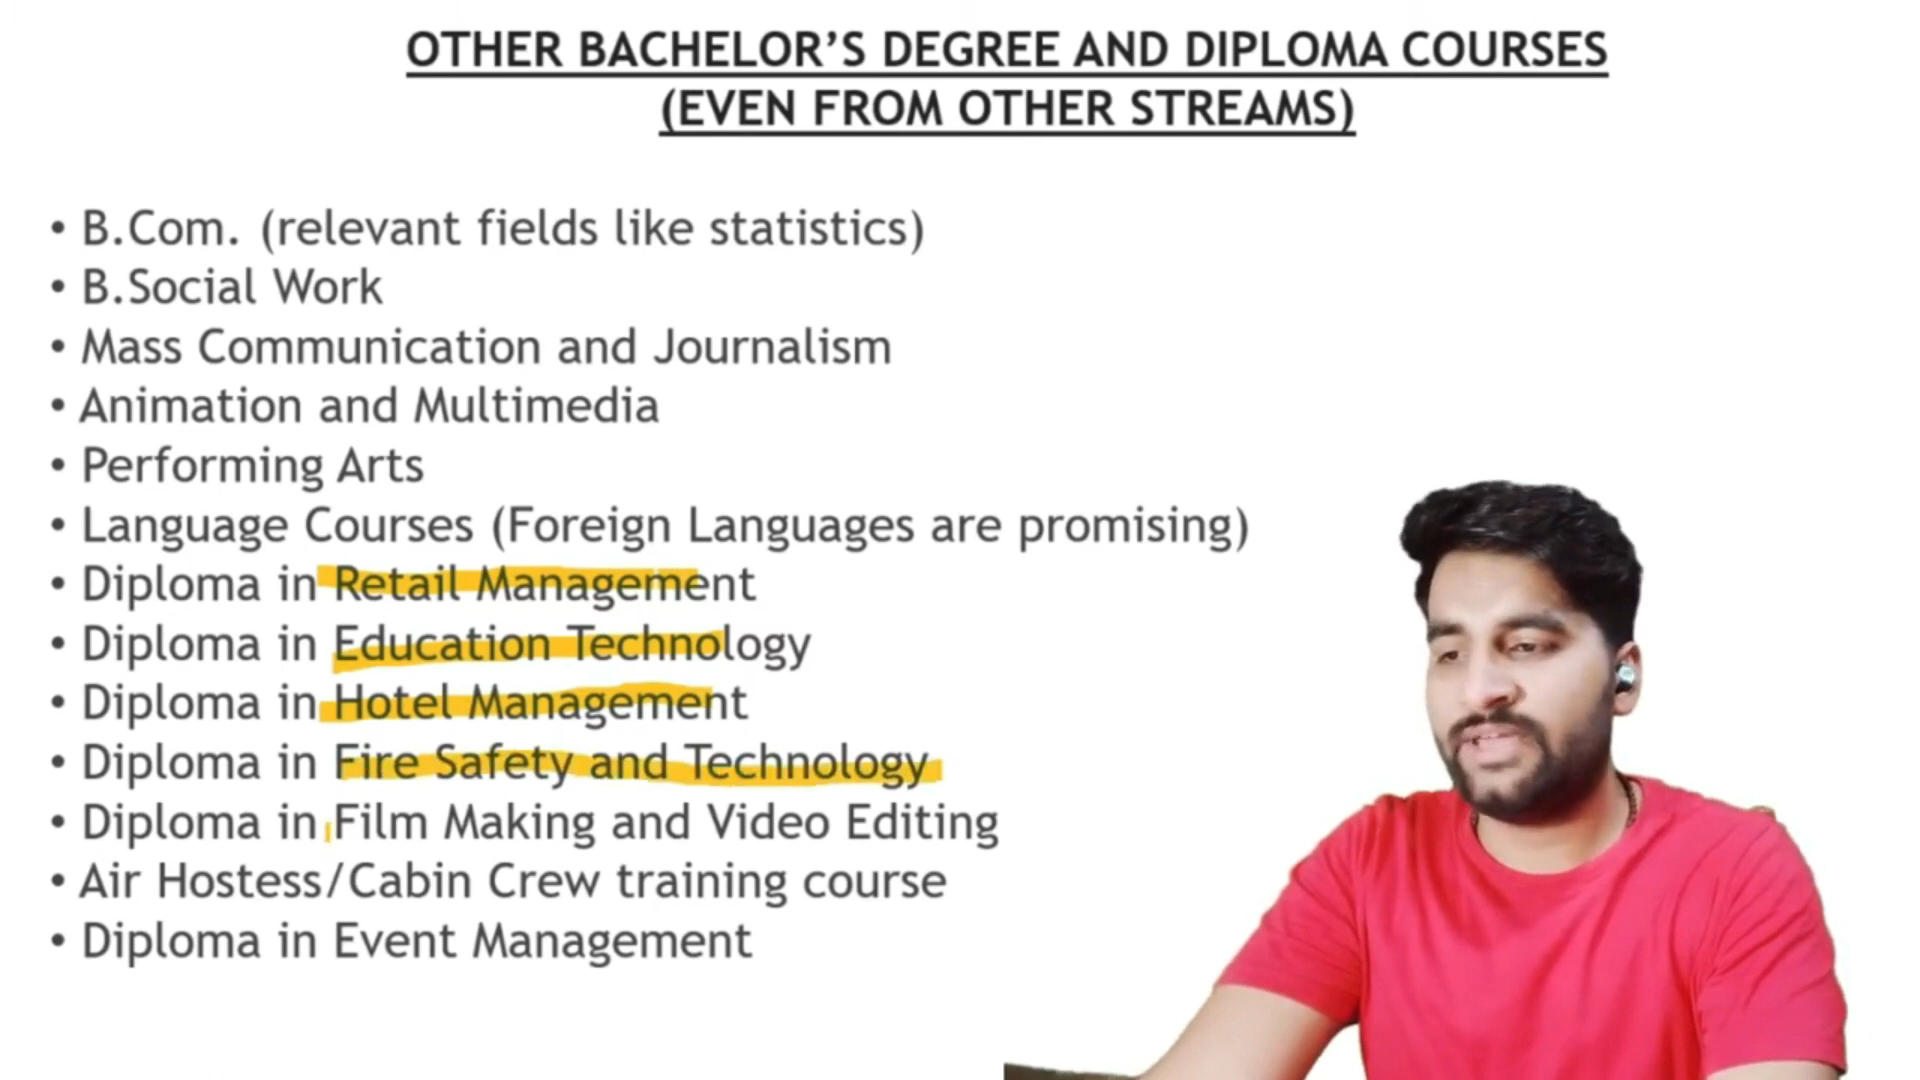 OTHER BACHELOR’S DEGREE AND DIPLOMA COURSES
(EVEN FROM OTHER STREAMS)
• B.Com. (relevant fields like statistics)
• B.Social Work
• Mass Communication and Journalism
• Animation and Multimedia
• Performing Arts
• Language Courses (Foreign Languages are promising)
• Diploma in Retail Management
• Diploma in Education Technology
• Diploma in Hotel Management
• Diploma in Fire Safety and Technology
• Diploma in Film Making and Video Editing
• Air Hostess/Cabin Crew training course
• Diploma in Event Management